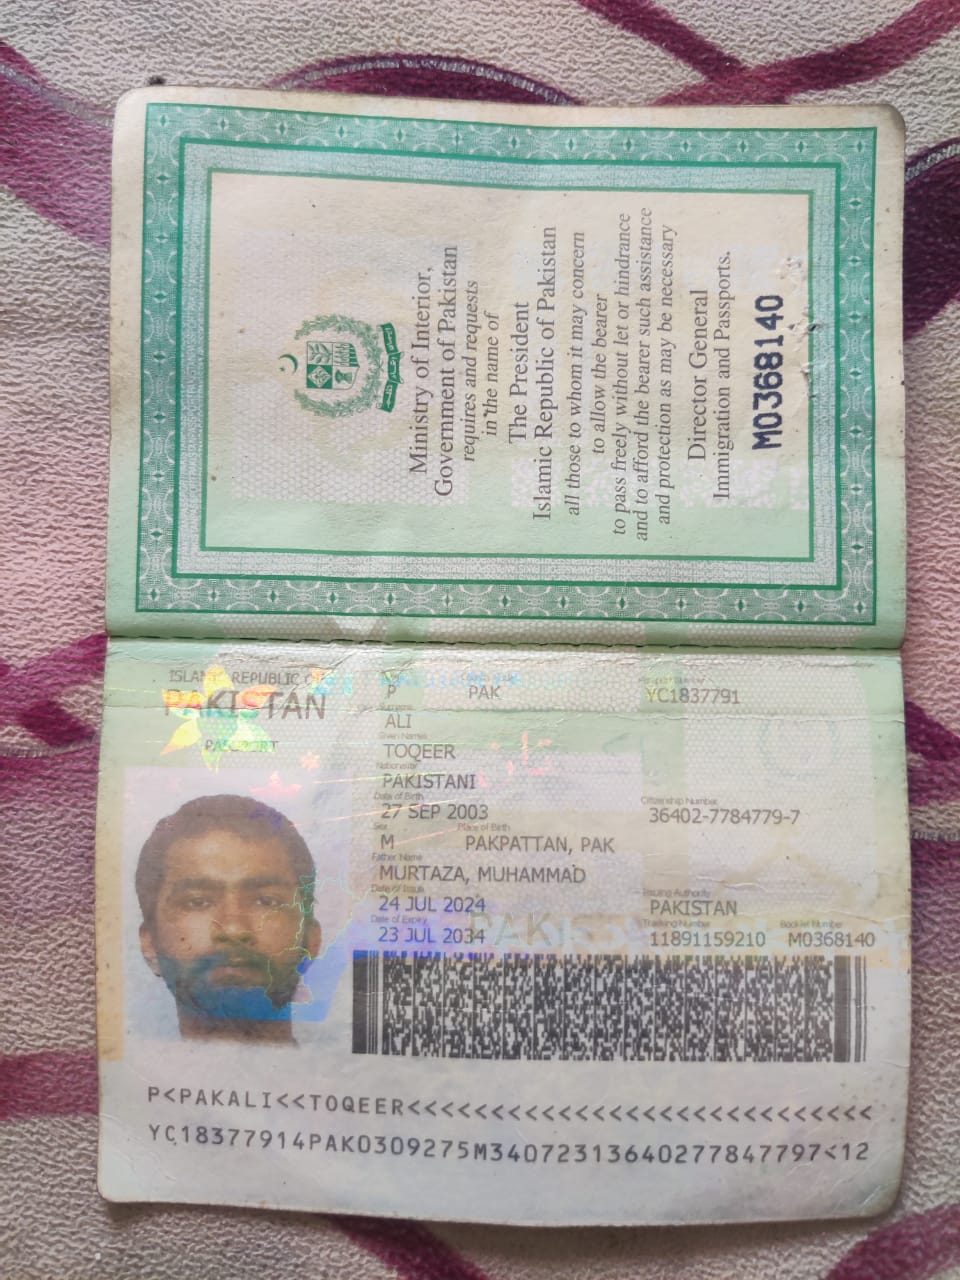 Ministry of Interior,
Government of Pakistan
requires and requests
in the name of
The President
Islamic Republic of Pakistan
all those to whom it may concern
to allow the bearer
to pass freely without let or hindrance
and to afford the bearer such assistance
and protection as may be necessary
Director General
Immigration and Passports.
M0368140
ISLAMIC REPUBLIC OF
PAKISTAN
PASSPORT
P PAK YC1837791
Surname
ALI
Given Names
TOQEER
Nationality
PAKISTANI
Date of Birth Citizenship Number
27 SEP 2003 36402-7784779-7
Sex Place of Birth
M PAKPATTAN, PAK
Father Name
MURTAZA, MUHAMMAD
Date of Issue Issuing Authority
24 JUL 2024 PAKISTAN
Date of Expiry Tracking Number Booklet Number
23 JUL 2034 11891159210 M0368140
P<PAKALI<<TOQEER<<<<<<<<<<<<<<<<<<<<<<<<<<<<
YC18377914PAK0309275M3407231364027784 7797<12